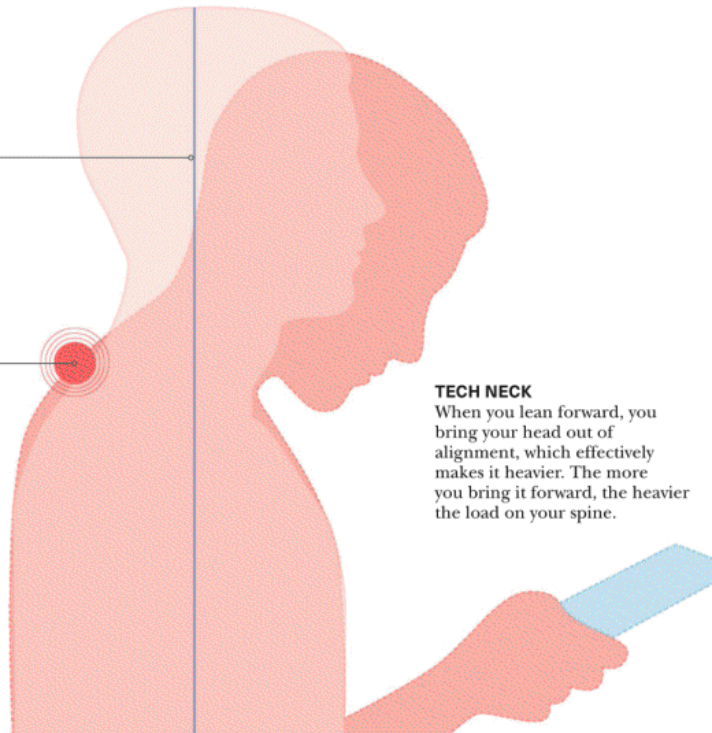 TECH NECK
When you lean forward, you
bring your head out of
alignment, which effectively
makes it heavier. The more
you bring it forward, the heavier
the load on your spine.